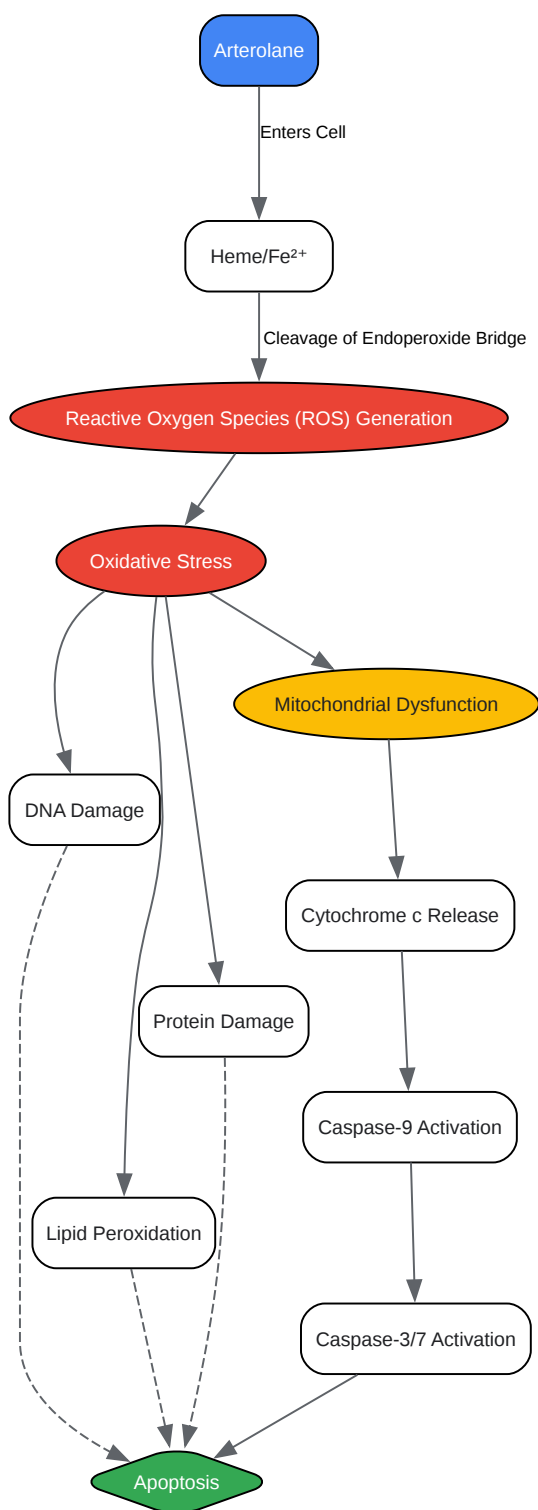 Arterolane
Enters Cell
Heme/Fe²⁺
Cleavage of Endoperoxide Bridge
Reactive Oxygen Species (ROS) Generation
Oxidative Stress
Mitochondrial Dysfunction
DNA Damage
Cytochrome c Release
Protein Damage
Caspase-9 Activation
Lipid Peroxidation
Caspase-3/7 Activation
Apoptosis